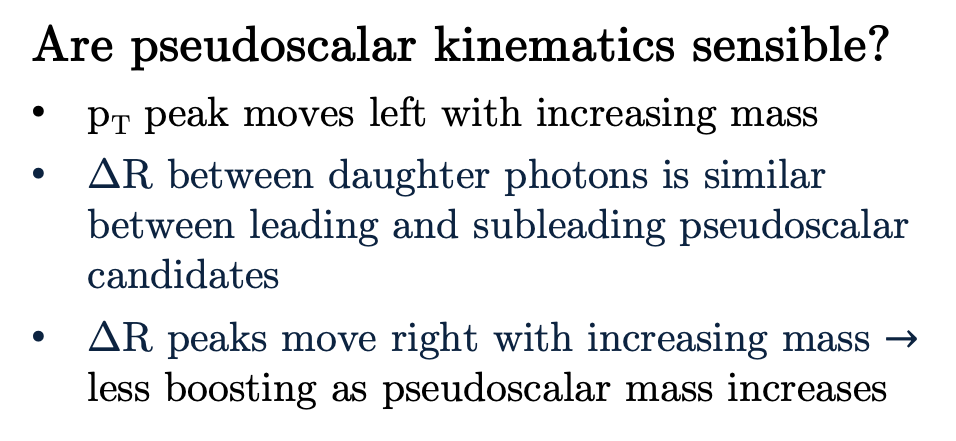 Are pseudoscalar kinematics sensible?
• p_T peak moves left with increasing mass
• ΔR between daughter photons is similar
between leading and subleading pseudoscalar
candidates
• ΔR peaks move right with increasing mass →
less boosting as pseudoscalar mass increases